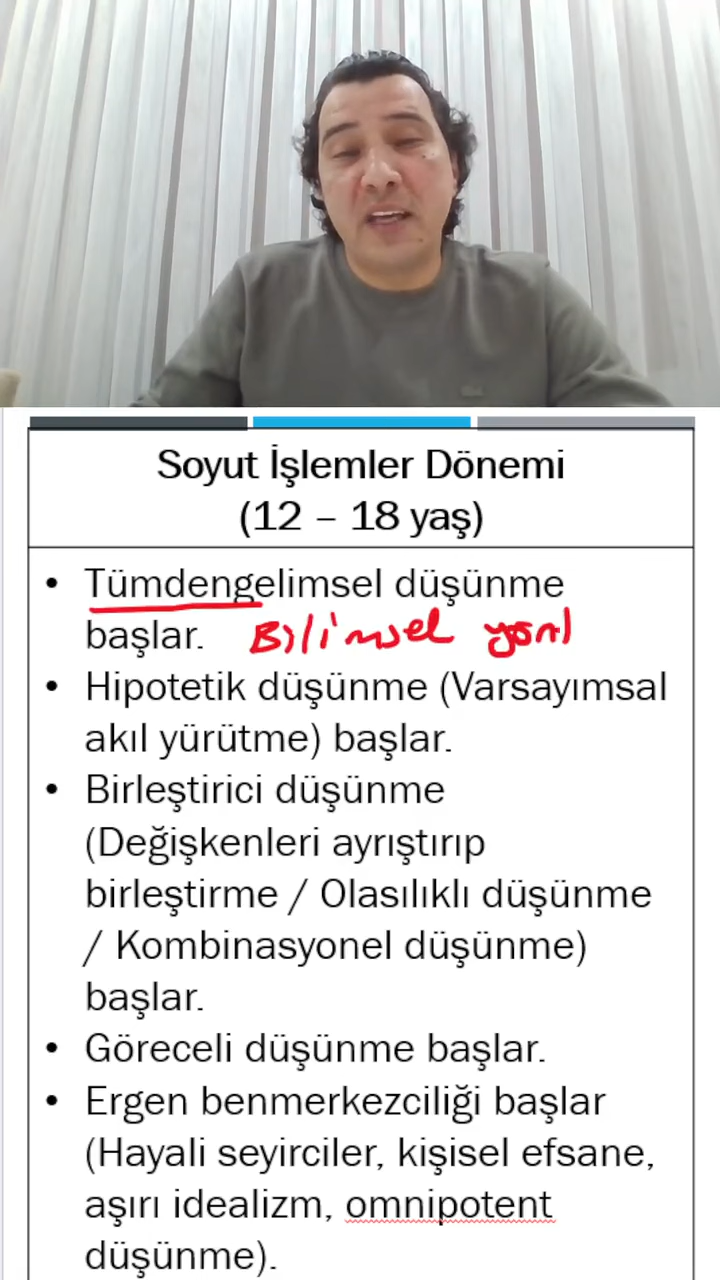 Soyut İşlemler Dönemi
(12 – 18 yaş)
• Tümdengelimsel düşünme
başlar. Bilimsel
• Hipotetik düşünme (Varsayımsal
akıl yürütme) başlar.
• Birleştirici düşünme
(Değişkenleri ayrıştırıp
birleştirme / Olasılıklı düşünme
/ Kombinasyonel düşünme)
başlar.
• Göreceli düşünme başlar.
• Ergen benmerkezciliği başlar
(Hayali seyirciler, kişisel efsane,
aşırı idealizm, omnipotent
düşünme).